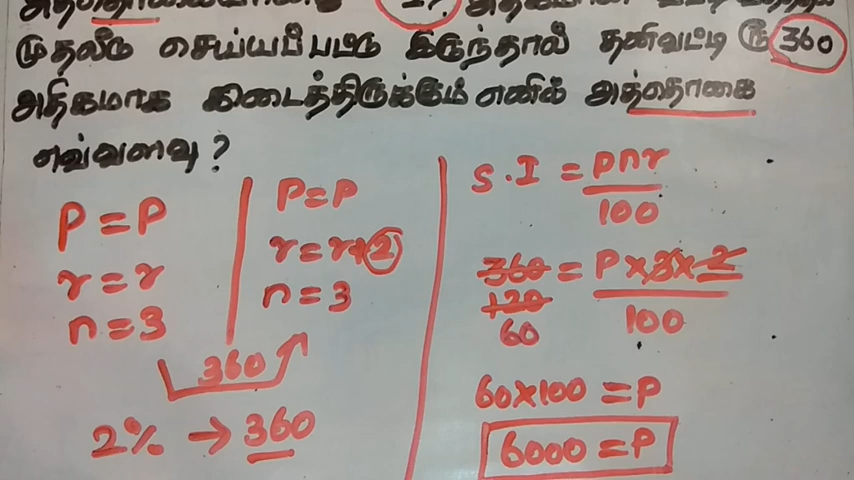 முதலீடு செய்யப்பட்டு இருந்தால் தனிவட்டி ரூ 360
அதிகமாக கிடைத்திருக்கும் எனில் அத்தொகை
எவ்வளவு?
P = P
r = r
n = 3
360
2% → 360
P = P
r = r+2
n = 3
S.I = pnr
100
360 = P×3×2
120
60
100
60×100 = P
6000 = P